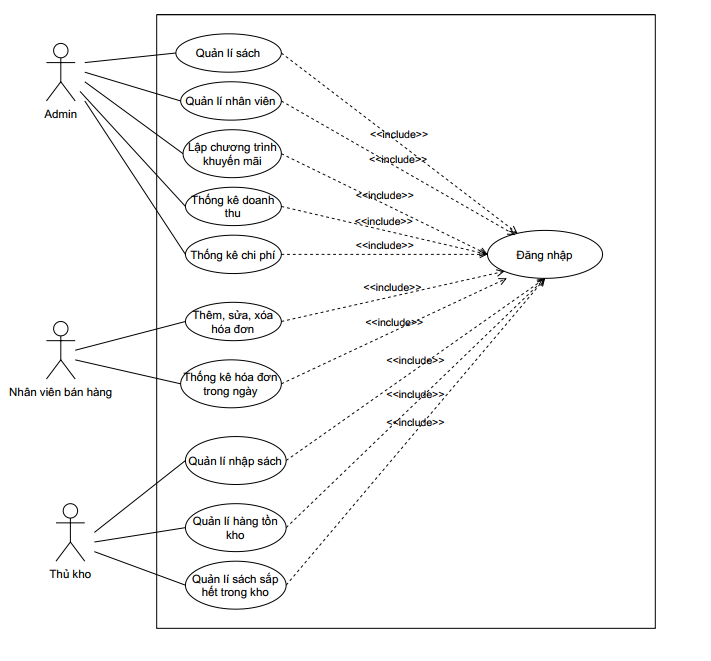 Quản lí sách
Admin
Quản lí nhân viên
<<include>>
Lập chương trình
khuyến mãi
<<include>>
Thống kê doanh
thu
<<include>>
<<include>>
Thống kê chi phí
<<include>>
Đăng nhập
<<include>>
Thêm, sửa, xóa
hóa đơn
<<include>>
Nhân viên bán hàng
Thống kê hóa đơn
trong ngày
<<include>>
<<include>>
<<include>>
Quản lí nhập sách
Quản lí hàng tồn
kho
Thủ kho
Quản lí sách sắp
hết trong kho